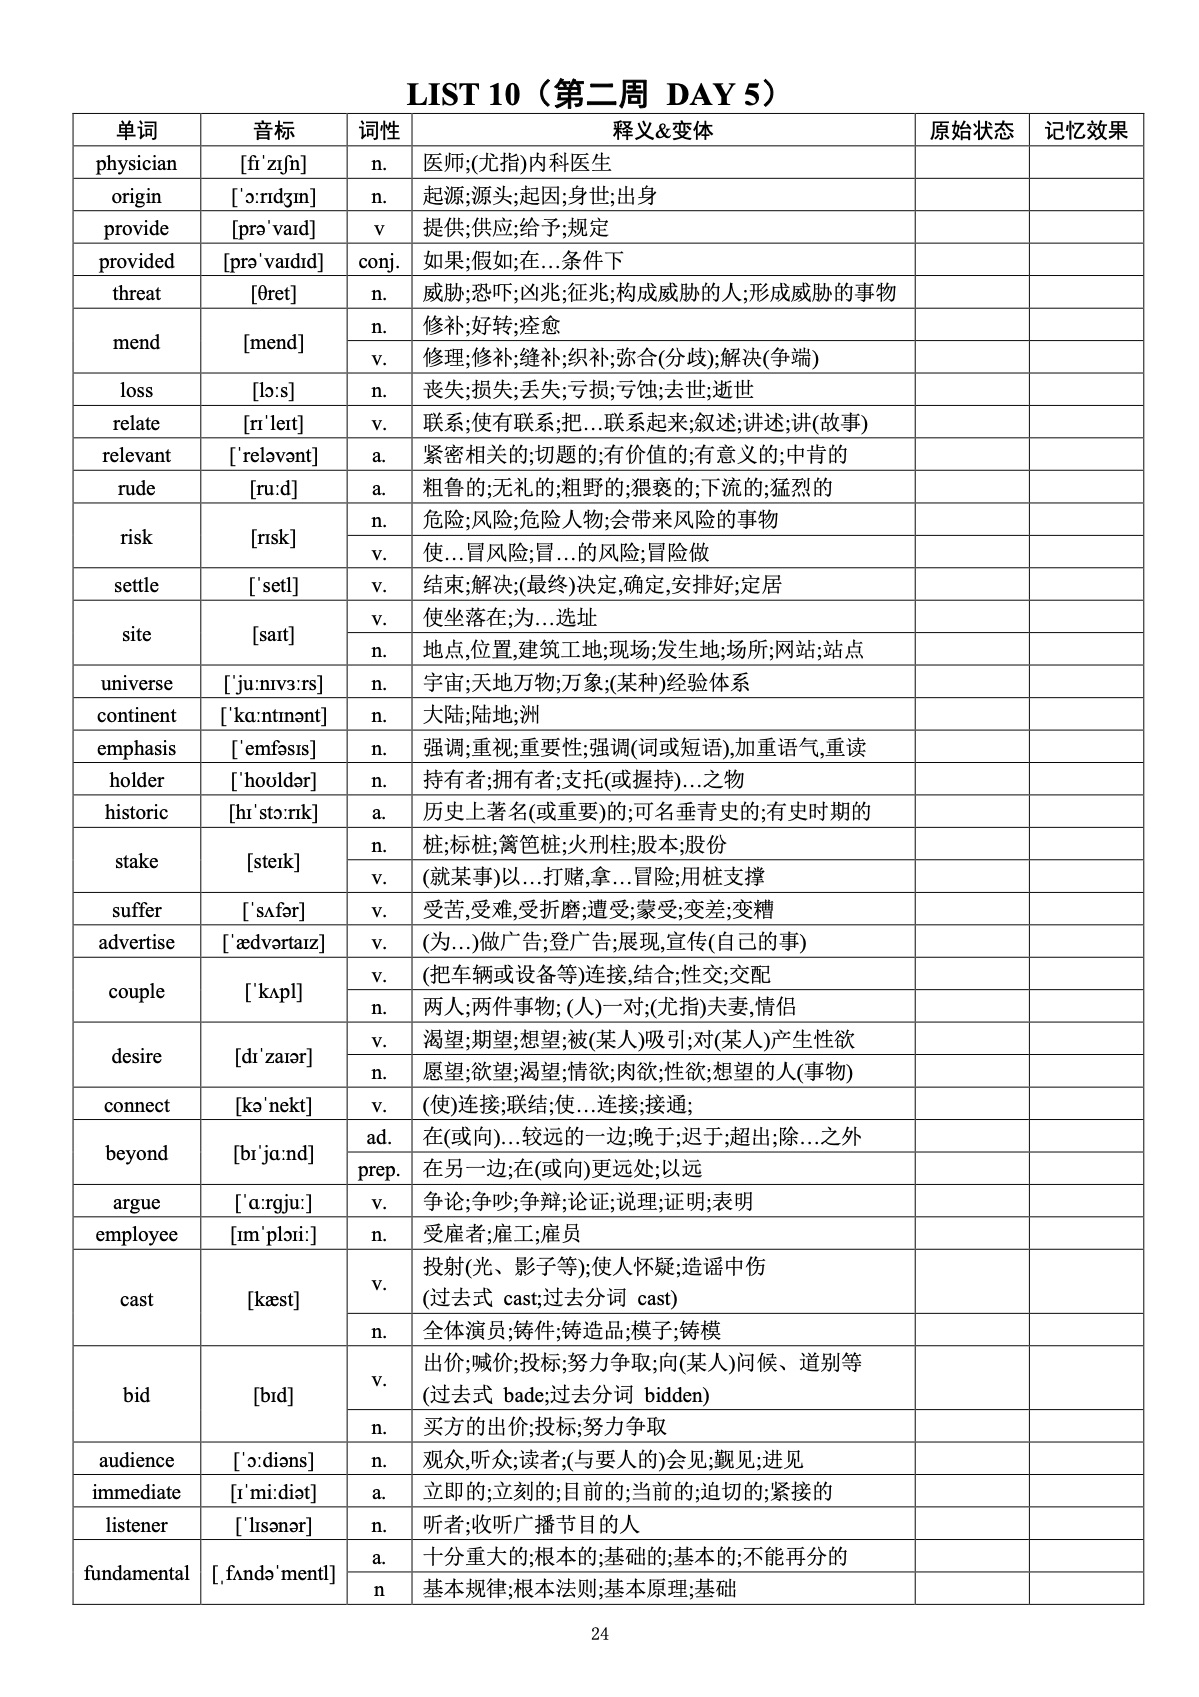 LIST 10（第二周 DAY 5）
单词 音标 词性 释义&变体 原始状态 记忆效果
physician [fɪˈzɪʃn] n. 医师;(尤指)内科医生
origin [ˈɔːrɪdʒɪn] n. 起源;源头;起因;身世;出身
provide [prəˈvaɪd] v 提供;供应;给予;规定
provided [prəˈvaɪdɪd] conj. 如果;假如;在…条件下
threat [θret] n. 威胁;恐吓;凶兆;征兆;构成威胁的人;形成威胁的事物
mend [mend] n. 修补;好转;痊愈
v. 修理;修补;缝补;织补;弥合(分歧);解决(争端)
loss [lɔːs] n. 丧失;损失;丢失;亏损;亏蚀;去世;逝世
relate [rɪˈleɪt] v. 联系;使有联系;把…联系起来;叙述;讲述;讲(故事)
relevant [ˈreləvənt] a. 紧密相关的;切题的;有价值的;有意义的;中肯的
rude [ruːd] a. 粗鲁的;无礼的;粗野的;猥亵的;下流的;猛烈的
risk [rɪsk] n. 危险;风险;危险人物;会带来风险的事物
v. 使…冒风险;冒…的风险;冒险做
settle [ˈsetl] v. 结束;解决;(最终)决定,确定,安排好;定居
site [saɪt] v. 使坐落在;为…选址
n. 地点,位置,建筑工地;现场;发生地;场所;网站;站点
universe [ˈjuːnɪvɜːrs] n. 宇宙;天地万物;万象;(某种)经验体系
continent [ˈkɑːntɪnənt] n. 大陆;陆地;洲
emphasis [ˈemfəsɪs] n. 强调;重视;重要性;强调(词或短语),加重语气,重读
holder [ˈhoʊldər] n. 持有者;拥有者;支托(或握持)…之物
historic [hɪˈstɔːrɪk] a. 历史上著名(或重要)的;可名垂青史的;有史时期的
stake [steɪk] n. 桩;标桩;篱笆桩;火刑柱;股本;股份
v. (就某事)以…打赌,拿…冒险;用桩支撑
suffer [ˈsʌfər] v. 受苦,受难,受折磨;遭受;蒙受;变差;变糟
advertise [ˈædvərtaɪz] v. (为…)做广告;登广告;展现,宣传(自己的事)
couple [ˈkʌpl] v. (把车辆或设备等)连接,结合;性交;交配
n. 两人;两件事物; (人)一对;(尤指)夫妻,情侣
desire [dɪˈzaɪər] v. 渴望;期望;想望;被(某人)吸引;对(某人)产生性欲
n. 愿望;欲望;渴望;情欲;肉欲;性欲;想望的人(事物)
connect [kəˈnekt] v. (使)连接;联结;使…连接;接通;
beyond [bɪˈjɑːnd] ad. 在(或向)…较远的一边;晚于;迟于;超出;除…之外
prep. 在另一边;在(或向)更远处;以远
argue [ˈɑːrɡjuː] v. 争论;争吵;争辩;论证;说理;证明;表明
employee [ɪmˈplɔɪiː] n. 受雇者;雇工;雇员
cast [kæst] v. 投射(光、影子等);使人怀疑;造谣中伤
(过去式 cast;过去分词 cast)
n. 全体演员;铸件;铸造品;模子;铸模
bid [bɪd] v. 出价;喊价;投标;努力争取;向(某人)问候、道别等
(过去式 bade;过去分词 bidden)
n. 买方的出价;投标;努力争取
audience [ˈɔːdiəns] n. 观众,听众;读者;(与要人的)会见;觐见;进见
immediate [ɪˈmiːdiət] a. 立即的;立刻的;目前的;当前的;迫切的;紧接的
listener [ˈlɪsənər] n. 听者;收听广播节目的人
fundamental [ˌfʌndəˈmentl] a. 十分重大的;根本的;基础的;基本的;不能再分的
n 基本规律;根本法则;基本原理;基础
24